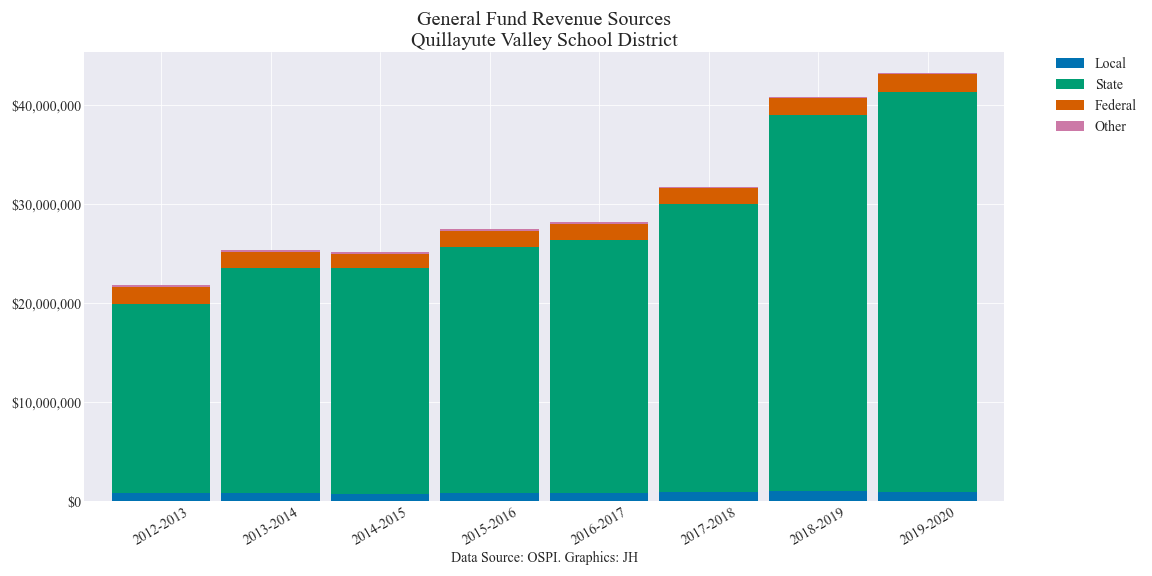 General Fund Revenue Sources
Quillayute Valley School District
Local
State
Federal
Other
$40,000,000
$30,000,000
$20,000,000
$10,000,000
$0
2012-2013
2013-2014
2014-2015
2015-2016
2016-2017
2017-2018
2018-2019
2019-2020
Data Source: OSPI. Graphics: JH